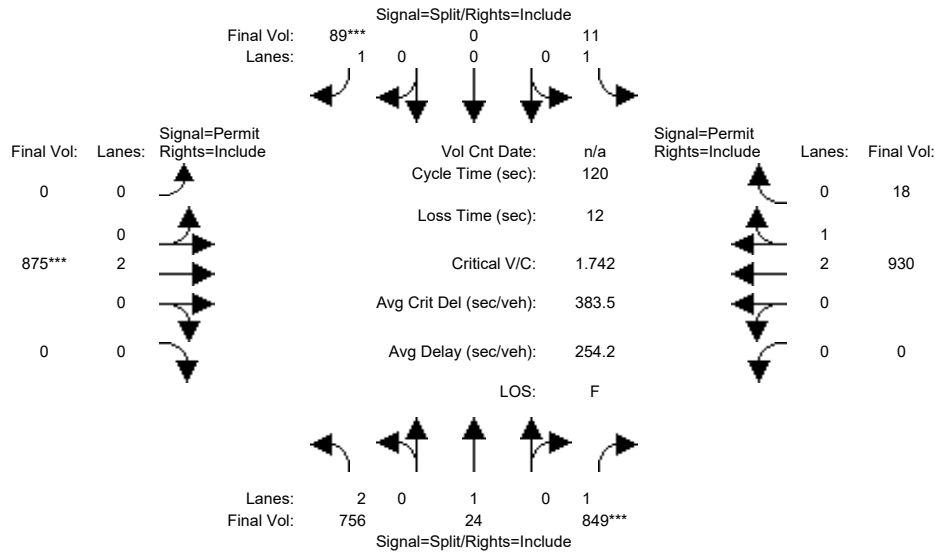 Signal=Split/Rights=Include
Final Vol: 89*** 0 11
Lanes: 1 0 0 0 1
Signal=Permit
Final Vol: Lanes: Rights=Include
Vol Cnt Date: n/a
Signal=Permit
Rights=Include Lanes: Final Vol:
Cycle Time (sec): 120
0 0
0 18
Loss Time (sec): 12
0
1
875*** 2
Critical V/C: 1.742
2 930
0
Avg Crit Del (sec/veh): 383.5
0
0 0
Avg Delay (sec/veh): 254.2
0 0
LOS: F
Lanes: 2 0 1 0 1
Final Vol: 756 24 849***
Signal=Split/Rights=Include